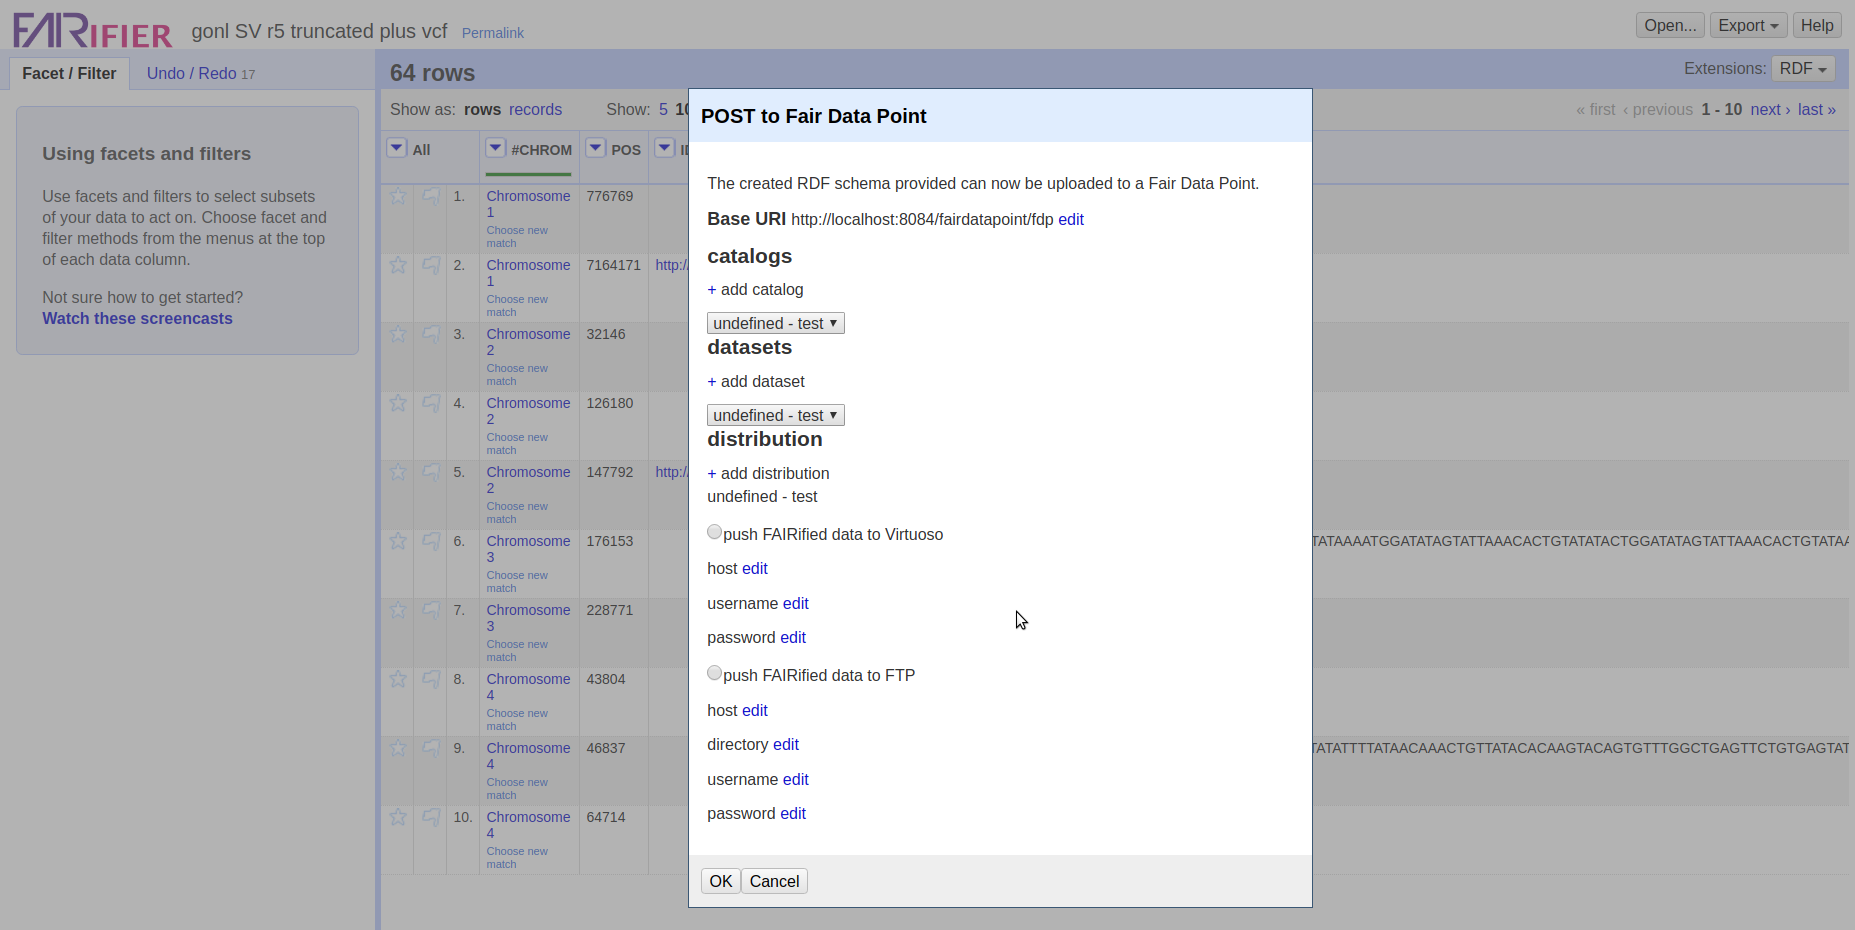 FAIRIFIER gonl SV r5 truncated plus vcf Permalink Open... Export Help
Facet / Filter Undo / Redo 17
64 rows Extensions: RDF
Show as: rows records Show: 5 10 « first ‹ previous 1 - 10 next › last »
Using facets and filters
Use facets and filters to select subsets
of your data to act on. Choose facet and
filter methods from the menus at the top
of each data column.
Not sure how to get started?
Watch these screencasts
All #CHROM POS ID
1. Chromosome 776769
1
Choose new
match
2. Chromosome 7164171 http:/
1
Choose new
match
3. Chromosome 32146
2
Choose new
match
4. Chromosome 126180
2
Choose new
match
5. Chromosome 147792 http:/
2
Choose new
match
6. Chromosome 176153 TATAAAATGGATATAGTATTAAACACTGTATATACTGGATATAGTATTAAACACTGTATAA
3
Choose new
match
7. Chromosome 228771
3
Choose new
match
8. Chromosome 43804
4
Choose new
match
9. Chromosome 46837 TATATTTTATAACAAACTGTTATACACAAGTACAGTGTTTGGCTGAGTTCTGTGAGTAT
4
Choose new
match
10. Chromosome 64714
4
Choose new
match
POST to Fair Data Point
The created RDF schema provided can now be uploaded to a Fair Data Point.
Base URI http://localhost:8084/fairdatapoint/fdp edit
catalogs
+ add catalog
undefined - test
datasets
+ add dataset
undefined - test
distribution
+ add distribution
undefined - test
push FAIRified data to Virtuoso
host edit
username edit
password edit
push FAIRified data to FTP
host edit
directory edit
username edit
password edit
OK Cancel